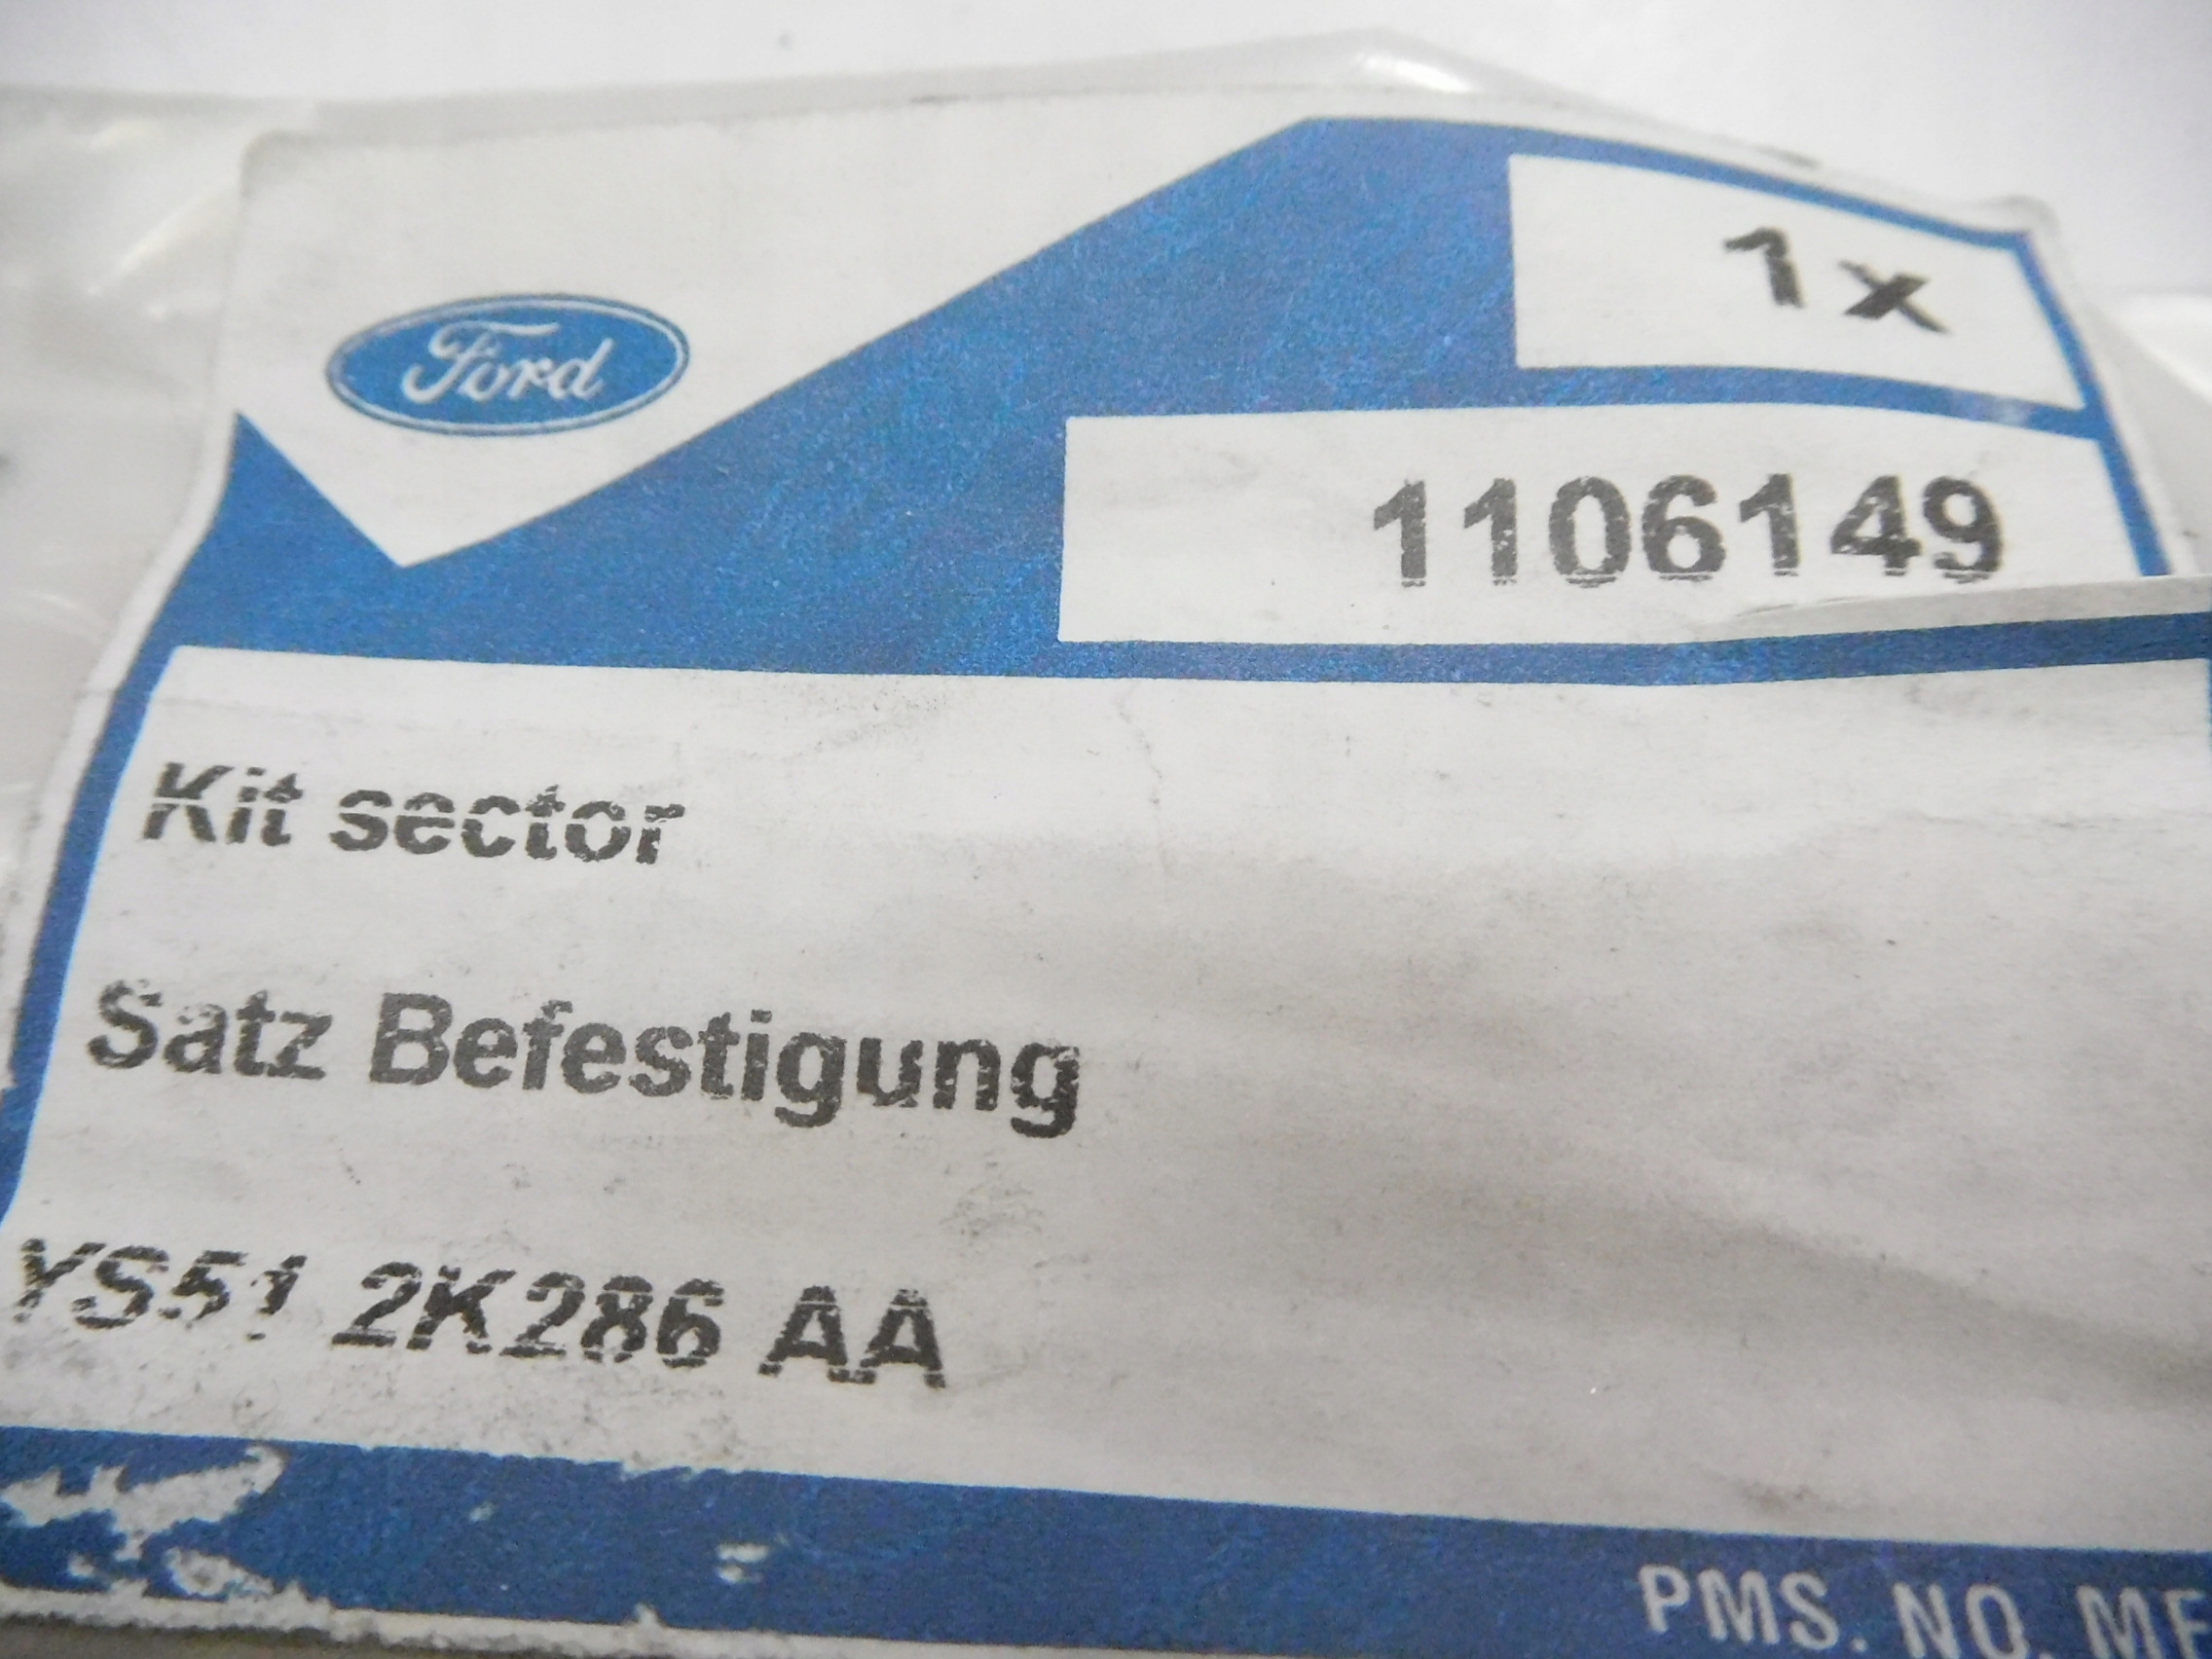 Ford
1x
1106149
Kit sector
Satz Befestigung
YS51 2K286 AA
PMS. NO.